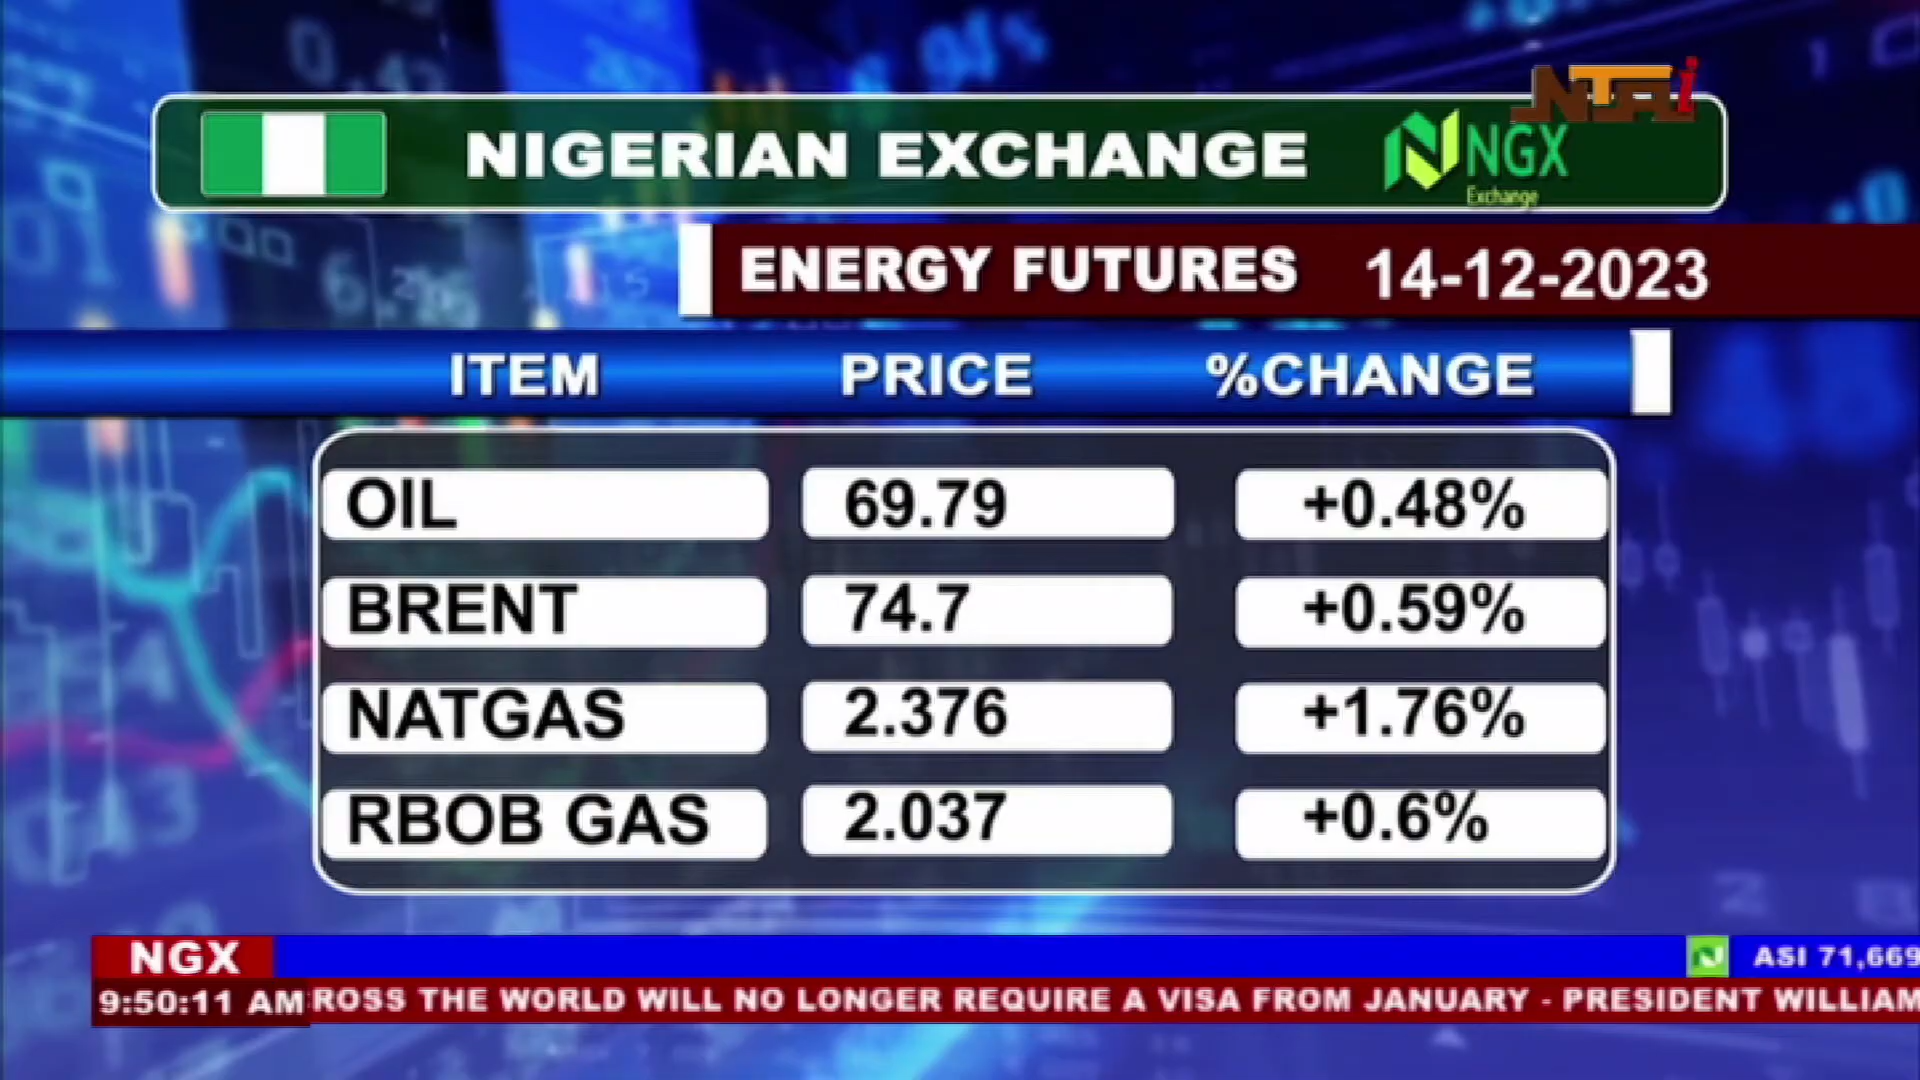 NTAi
NIGERIAN EXCHANGE
NGX
Exchange
ENERGY FUTURES 14-12-2023
ITEM PRICE %CHANGE
OIL 69.79 +0.48%
BRENT 74.7 +0.59%
NATGAS 2.376 +1.76%
RBOB GAS 2.037 +0.6%
NGX ASI 71,669
9:50:11 AM ROSS THE WORLD WILL NO LONGER REQUIRE A VISA FROM JANUARY - PRESIDENT WILLIAM